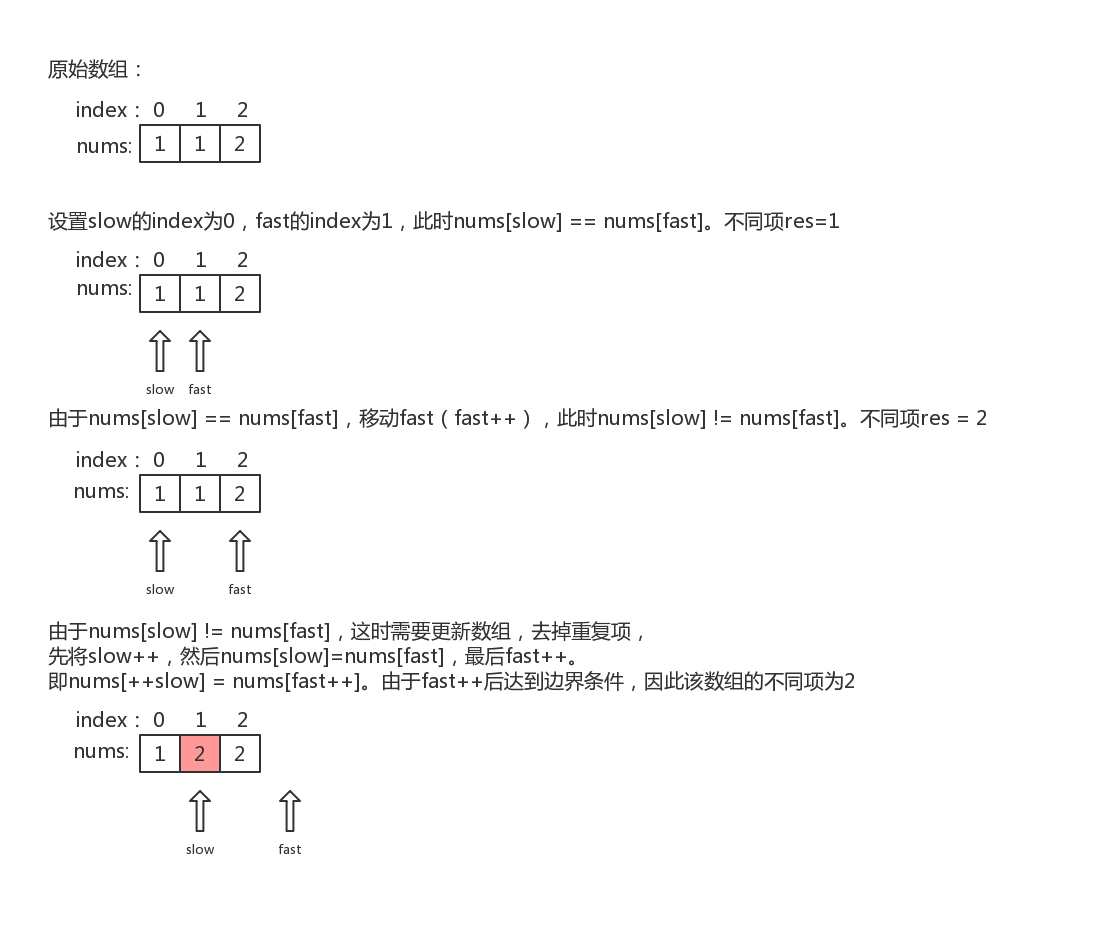 原始数组：
index：0 1 2
nums: 1 1 2
设置slow的index为0，fast的index为1，此时nums[slow] == nums[fast]。不同项res=1
index：0 1 2
nums: 1 1 2
slow fast
由于nums[slow] == nums[fast]，移动fast（fast++），此时nums[slow] != nums[fast]。不同项res = 2
index：0 1 2
nums: 1 1 2
slow fast
由于nums[slow] != nums[fast]，这时需要更新数组，去掉重复项，
先将slow++，然后nums[slow]=nums[fast]，最后fast++。
即nums[++slow] = nums[fast++]。由于fast++后达到边界条件，因此该数组的不同项为2
index：0 1 2
nums: 1 2 2
slow fast